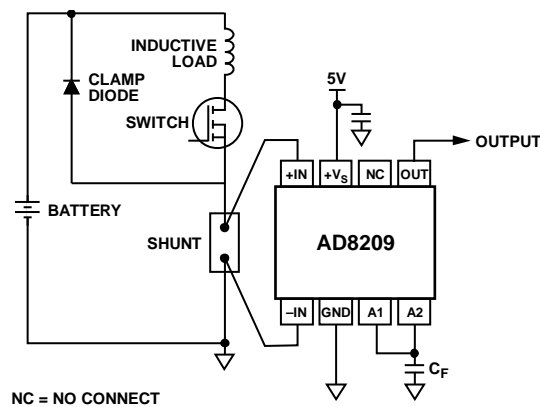 INDUCTIVE
LOAD
CLAMP
DIODE
5V
SWITCH
OUTPUT
+IN
+VS
NC
OUT
BATTERY
SHUNT
AD8209
–IN
GND
A1
A2
CF
NC = NO CONNECT